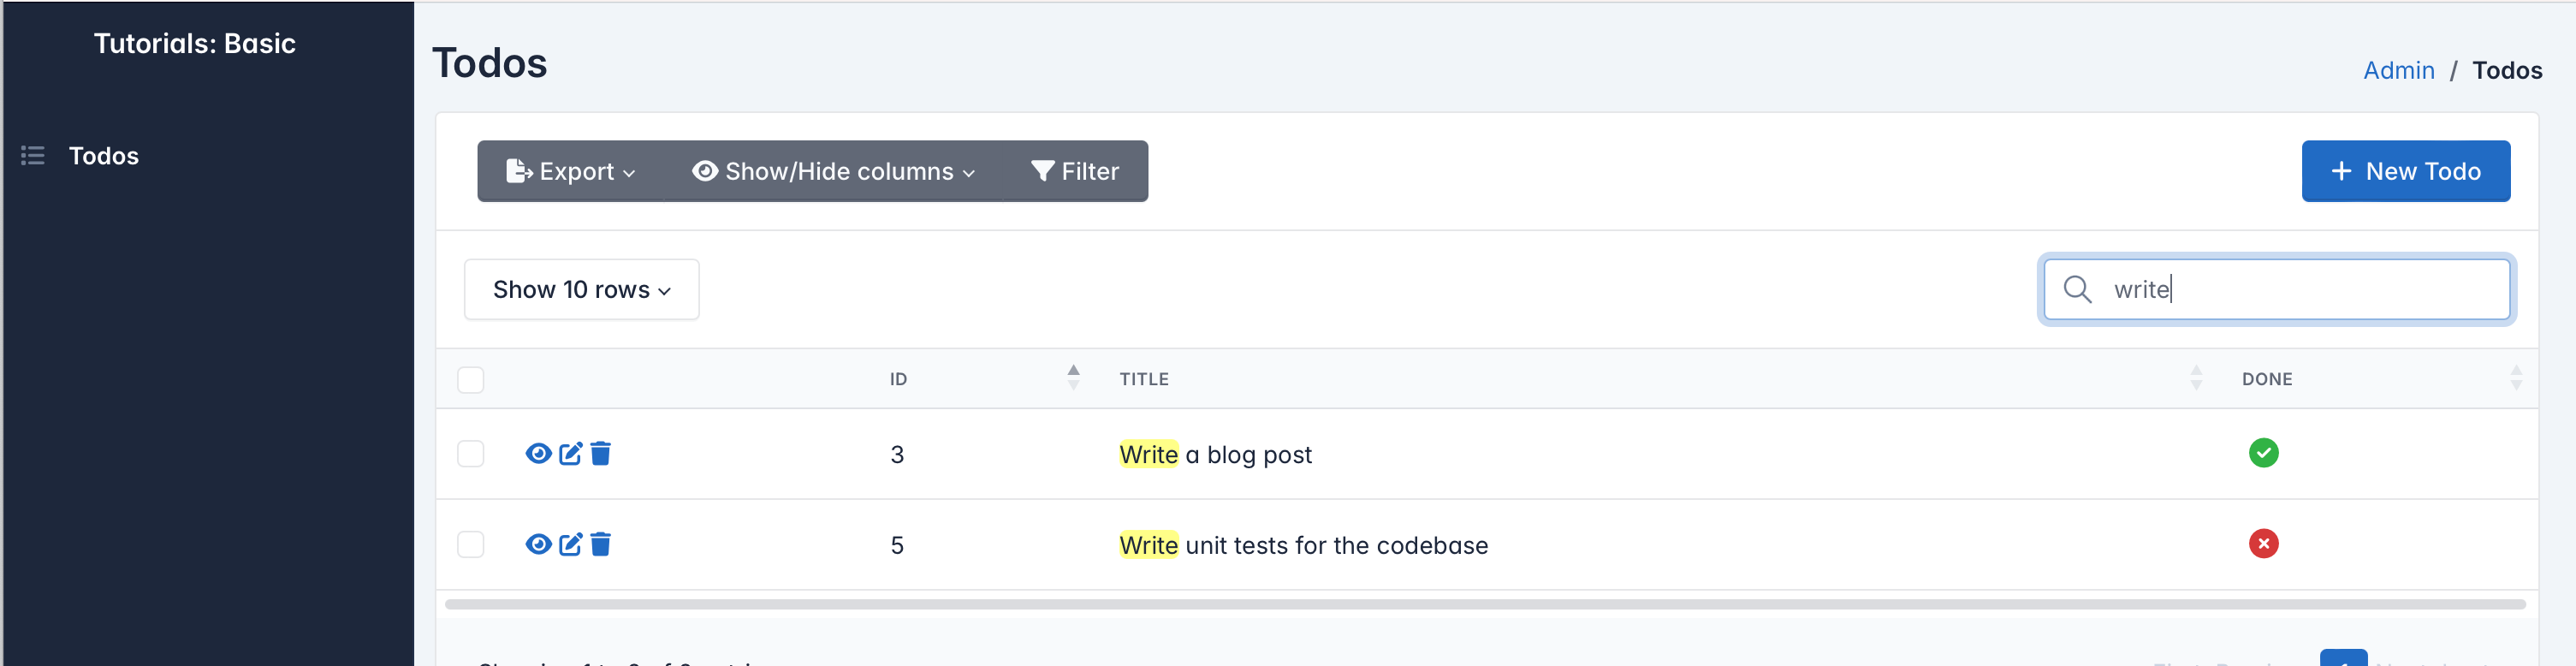 Tutorials: Basic
Todos
Todos
Admin / Todos
Export Show/Hide columns Filter
+ New Todo
Show 10 rows
write
ID TITLE DONE
3 Write a blog post
5 Write unit tests for the codebase